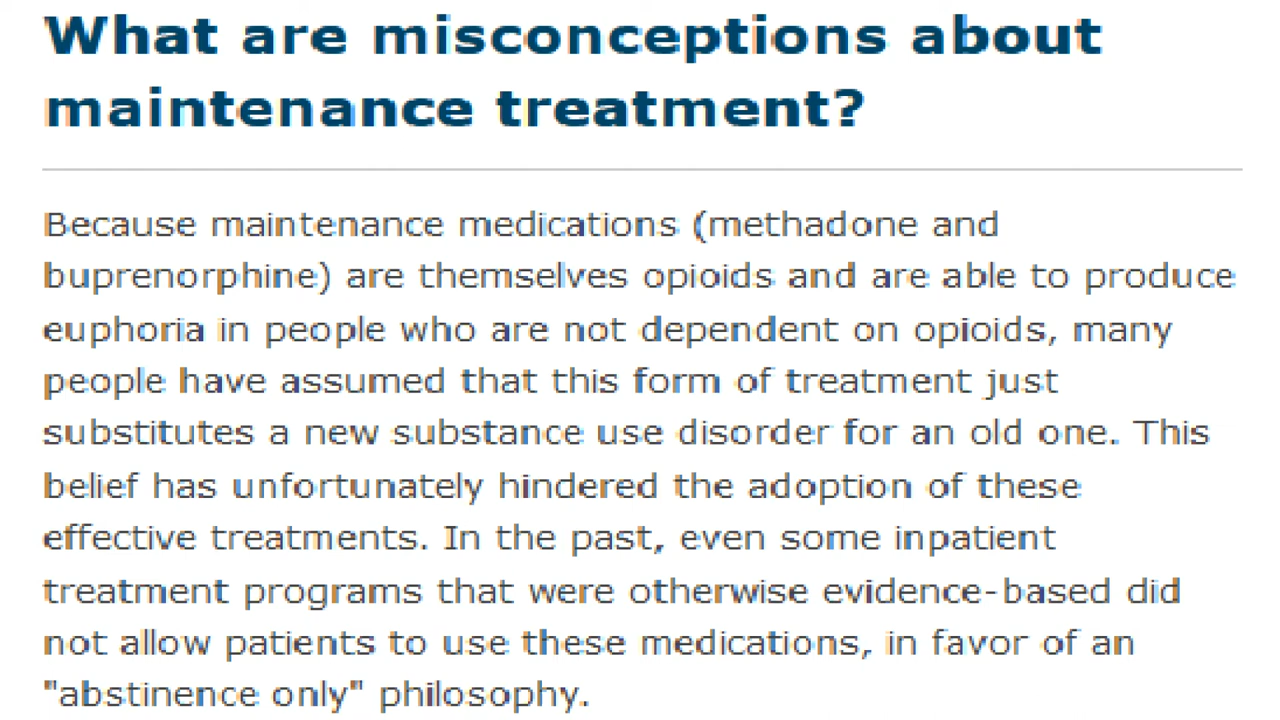 What are misconceptions about
maintenance treatment?
Because maintenance medications (methadone and
buprenorphine) are themselves opioids and are able to produce
euphoria in people who are not dependent on opioids, many
people have assumed that this form of treatment just
substitutes a new substance use disorder for an old one. This
belief has unfortunately hindered the adoption of these
effective treatments. In the past, even some inpatient
treatment programs that were otherwise evidence-based did
not allow patients to use these medications, in favor of an
"abstinence only" philosophy.